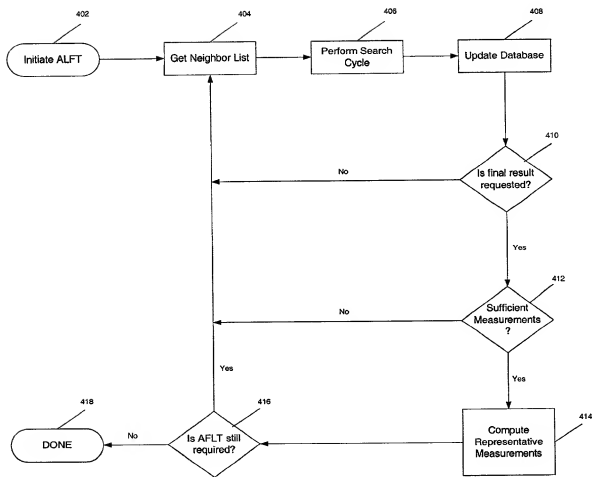 402
Initiate ALFT
404
Get Neighbor List
406
Perform Search
Cycle
408
Update Database
410
Is final result
requested?
No
Yes
412
Sufficient
Measurements
?
No
Yes
414
Compute
Representative
Measurements
416
Is AFLT still
required?
Yes
No
418
DONE